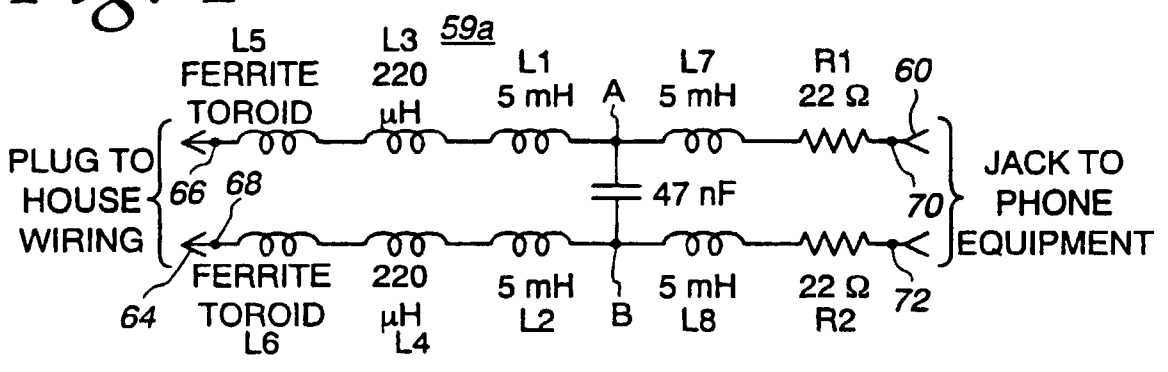 59a
L5
FERRITE
TOROID
L3
220
μH
L1
5 mH
A
L7
5 mH
R1
22 Ω
60
PLUG TO
HOUSE
WIRING
66
68
47 nF
70
JACK TO
PHONE
EQUIPMENT
64
FERRITE
TOROID
L6
220
μH
L4
5 mH
L2
B
5 mH
L8
22 Ω
R2
72